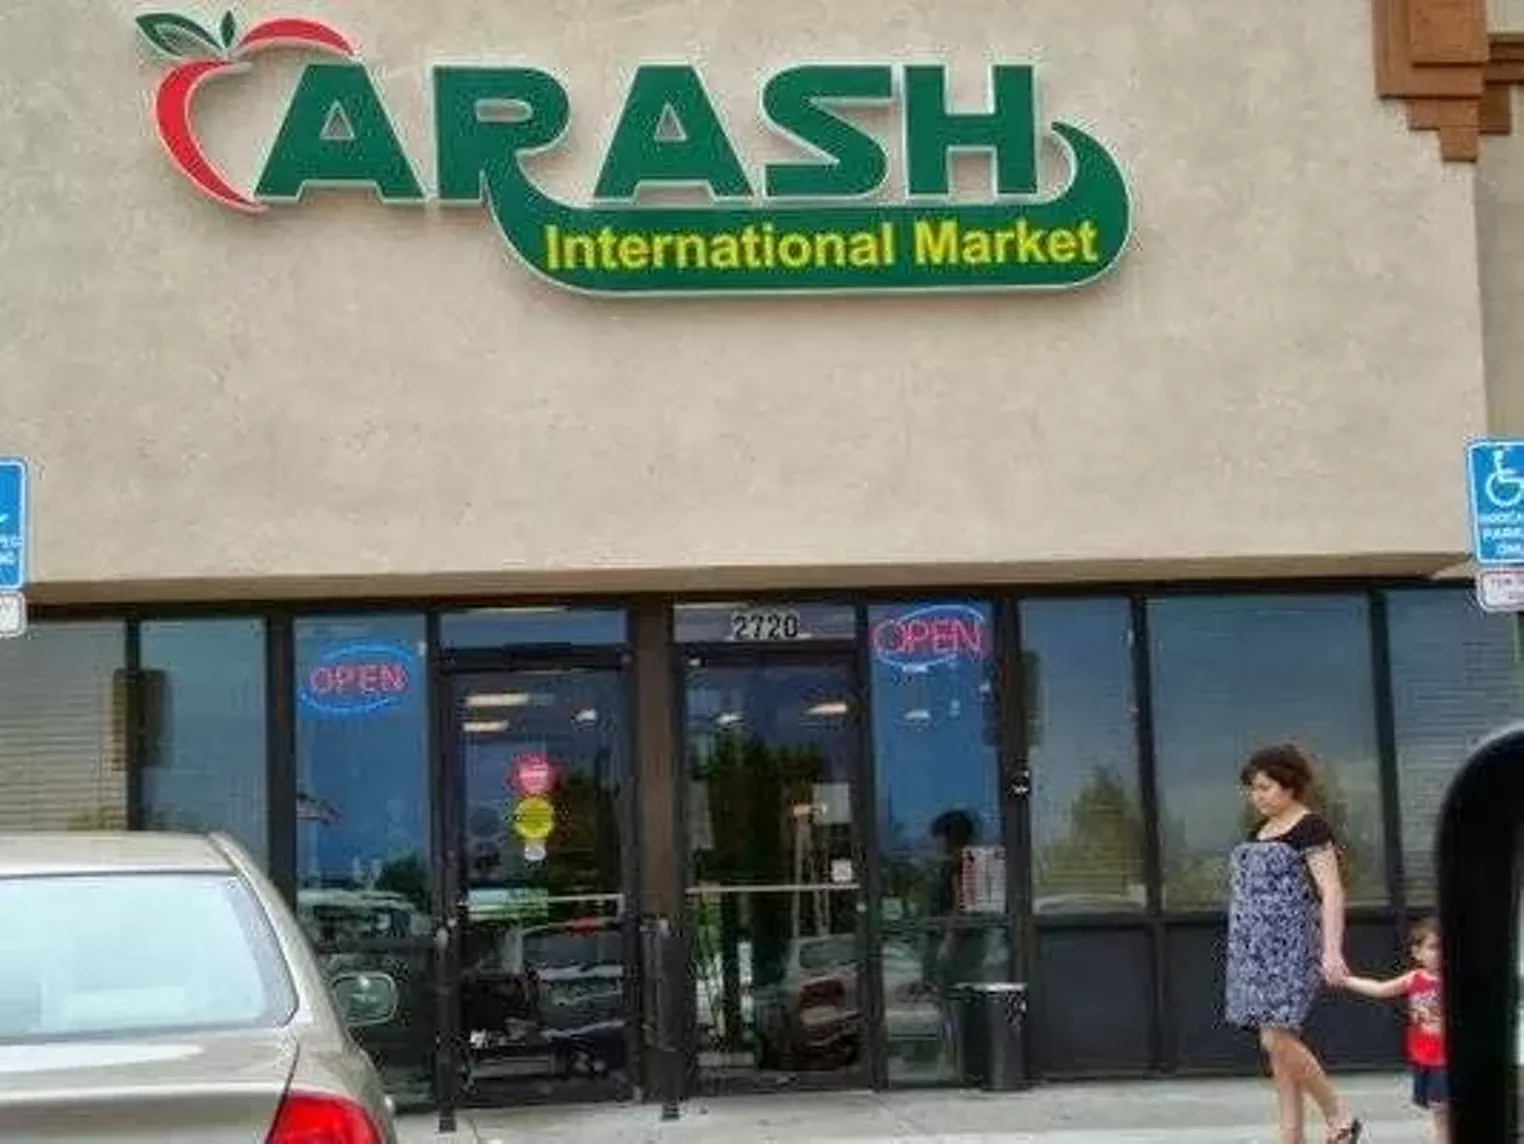 ARASH
International Market
2720
OPEN
OPEN